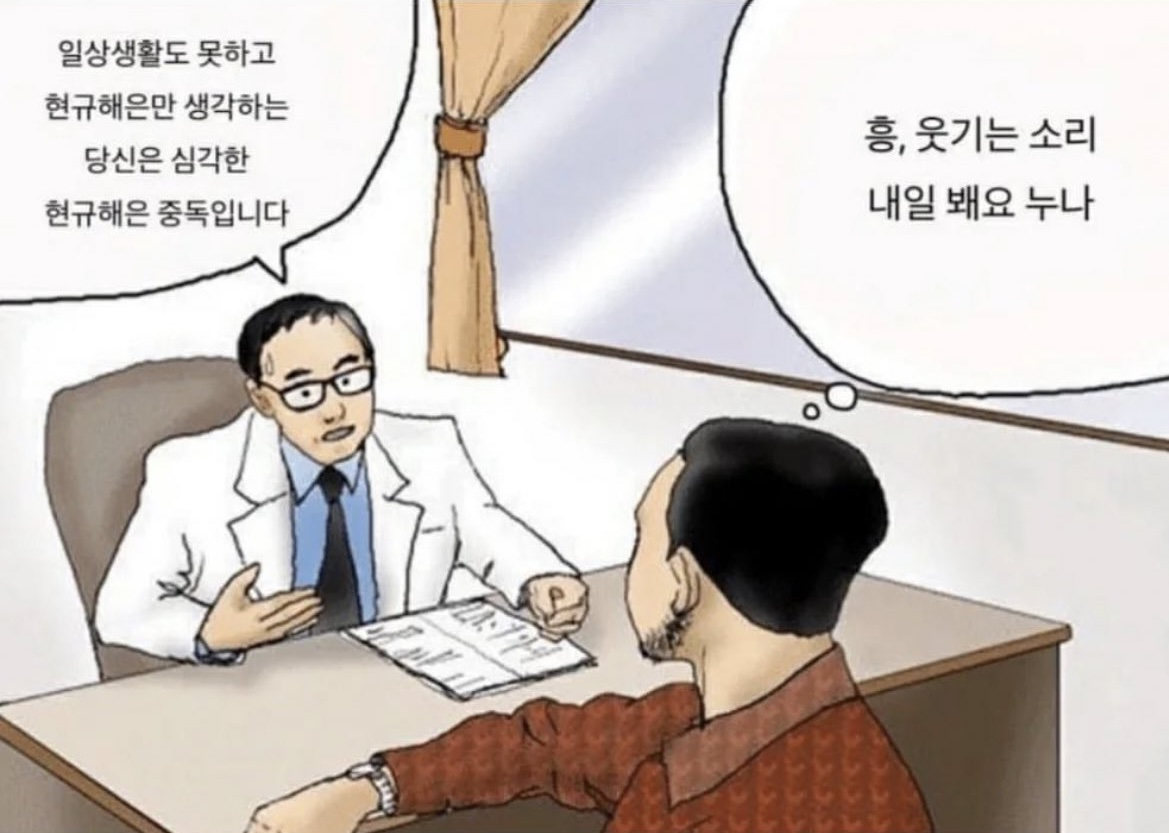 일상생활도 못하고
현규해은만 생각하는
당신은 심각한
현규해은 중독입니다
흥, 웃기는 소리
내일 봬요 누나